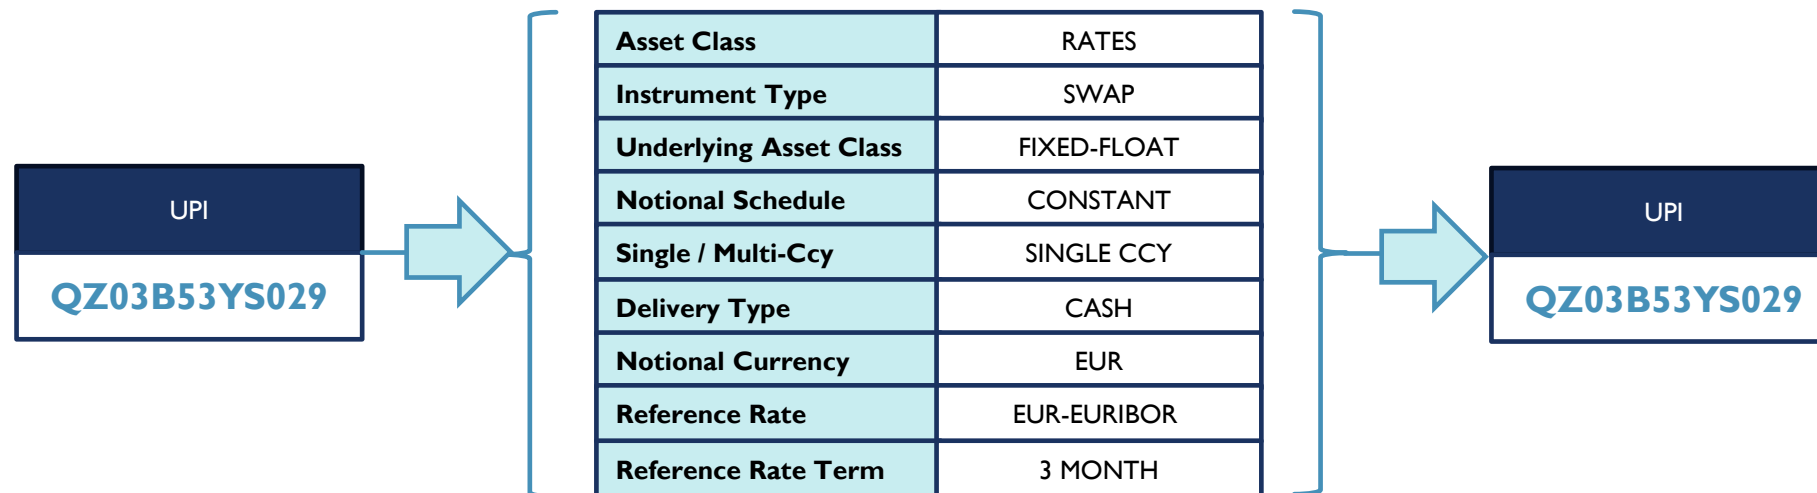 UPI
QZ03B53YS029
Asset Class RATES
Instrument Type SWAP
Underlying Asset Class FIXED-FLOAT
Notional Schedule CONSTANT
Single / Multi-Ccy SINGLE CCY
Delivery Type CASH
Notional Currency EUR
Reference Rate EUR-EURIBOR
Reference Rate Term 3 MONTH
UPI
QZ03B53YS029